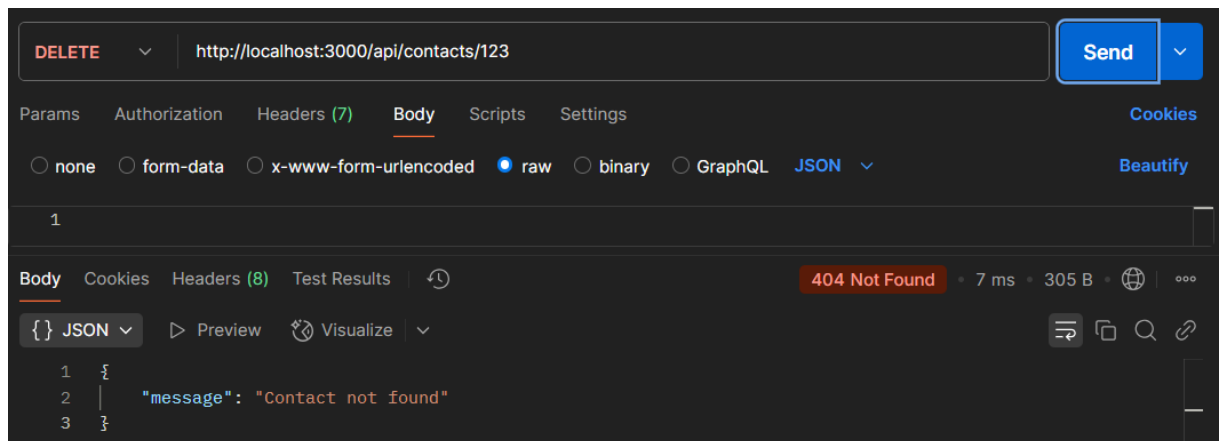 DELETE http://localhost:3000/api/contacts/123 Send
Params Authorization Headers (7) Body Scripts Settings Cookies
none form-data x-www-form-urlencoded raw binary GraphQL JSON Beautify
1
Body Cookies Headers (8) Test Results 404 Not Found • 7 ms • 305 B •
{} JSON Preview Visualize
1 {
2 "message": "Contact not found"
3 }